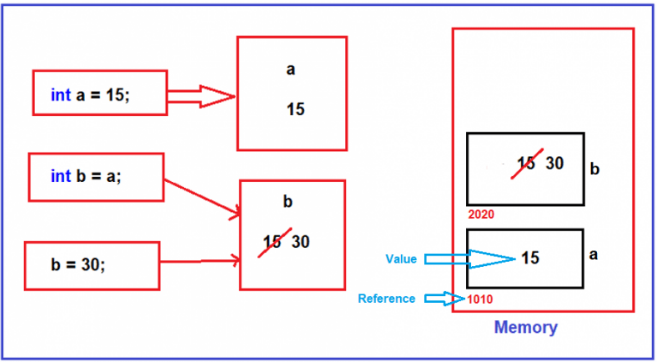 int a = 15;
a
15
int b = a;
b
15 30
b = 30;
15 30
b
2020
Value
15
a
Reference
1010
Memory